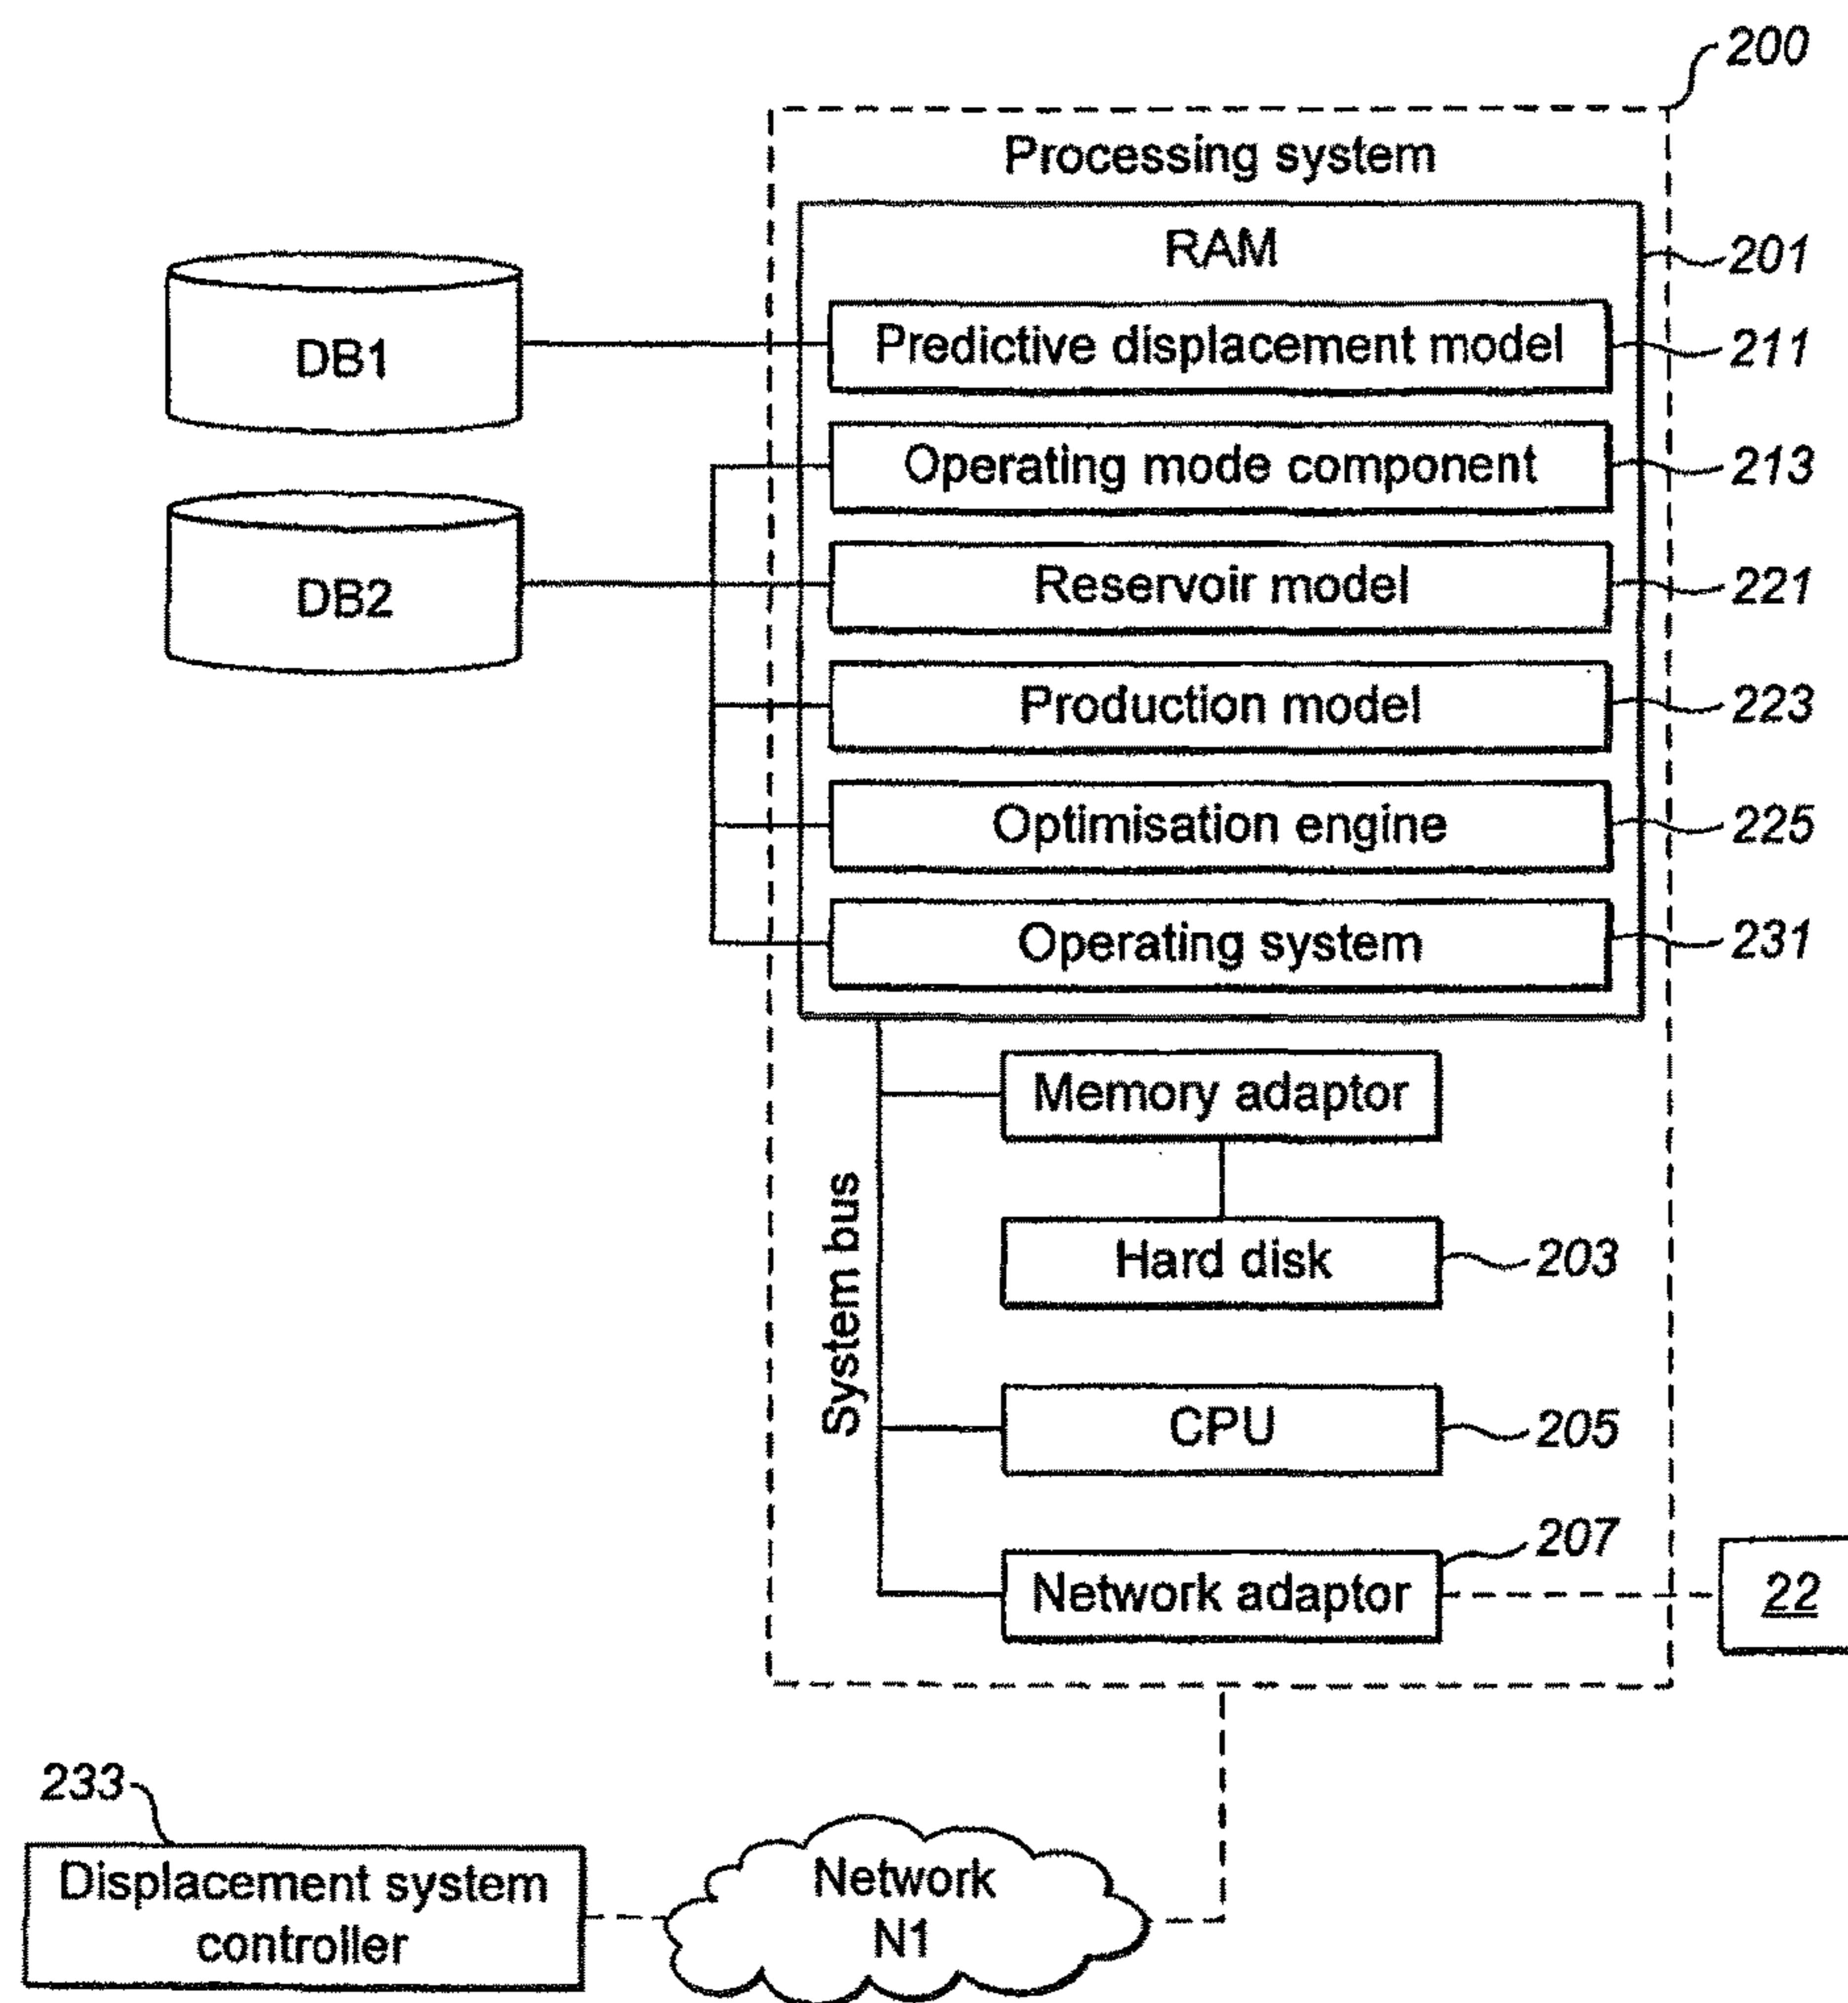 200
Processing system
RAM
201
DB1
Predictive displacement model
211
Operating mode component
213
DB2
Reservoir model
221
Production model
223
Optimisation engine
225
Operating system
231
System bus
Memory adaptor
Hard disk
203
CPU
205
207
Network adaptor
22
233
Displacement system
controller
Network
N1